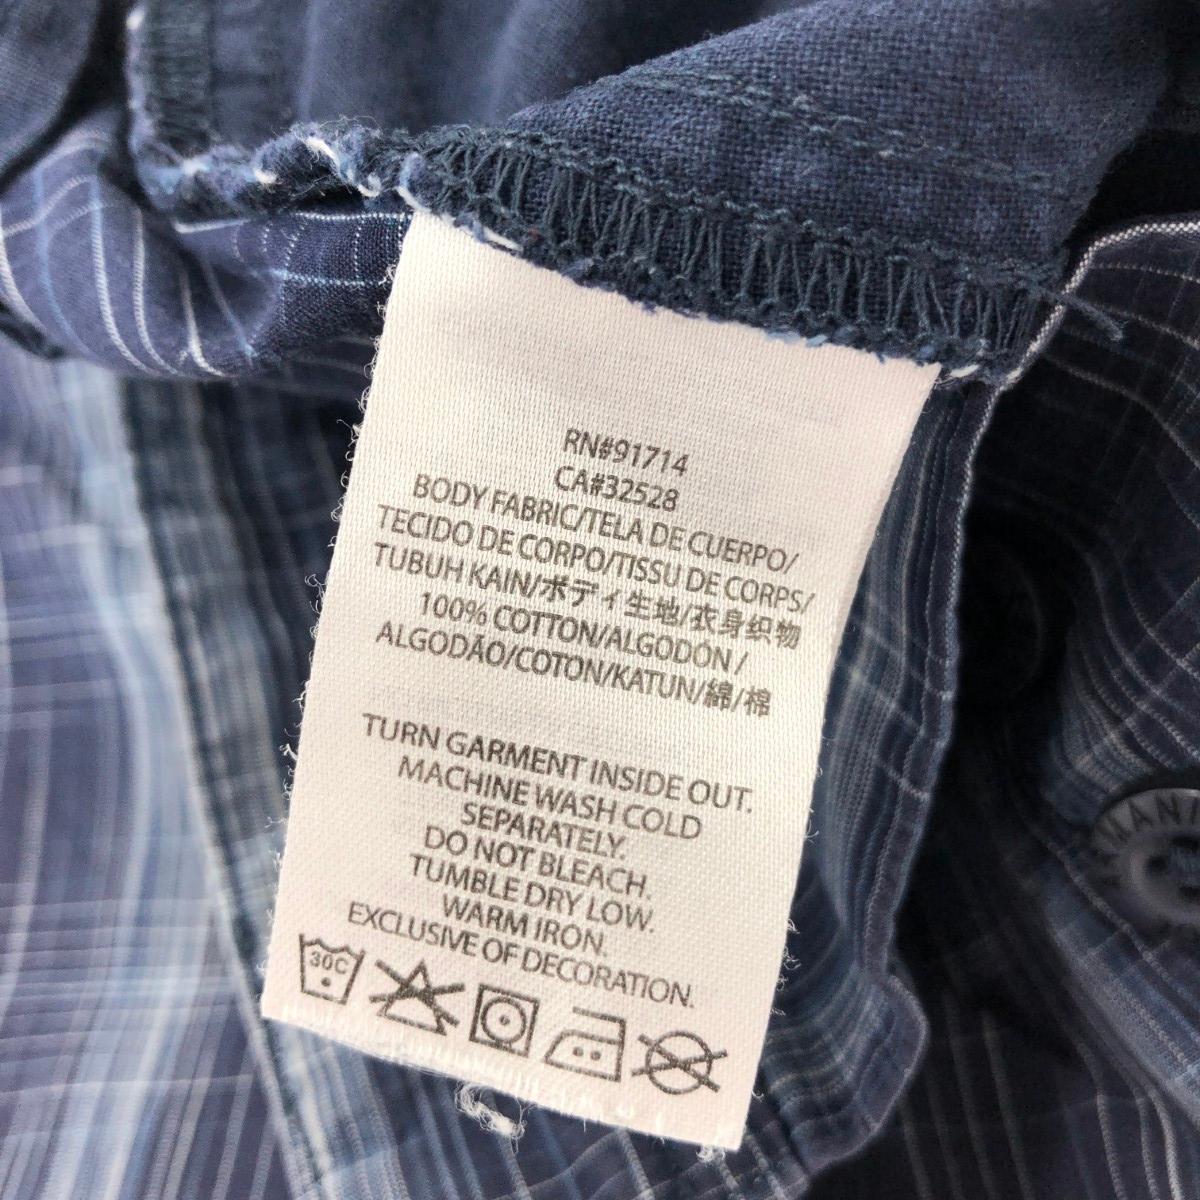 RN#91714
CA#32528
BODY FABRIC/TELA DE CUERPO/
TECIDO DE CORPO/TISSU DE CORPS/
TUBUH KAIN/ボディ生地/衣身织物
100% COTTON/ALGODÓN/
ALGODÃO/COTON/KATUN/綿/棉
TURN GARMENT INSIDE OUT.
MACHINE WASH COLD
SEPARATELY.
DO NOT BLEACH.
TUMBLE DRY LOW.
WARM IRON.
EXCLUSIVE OF DECORATION.
30C